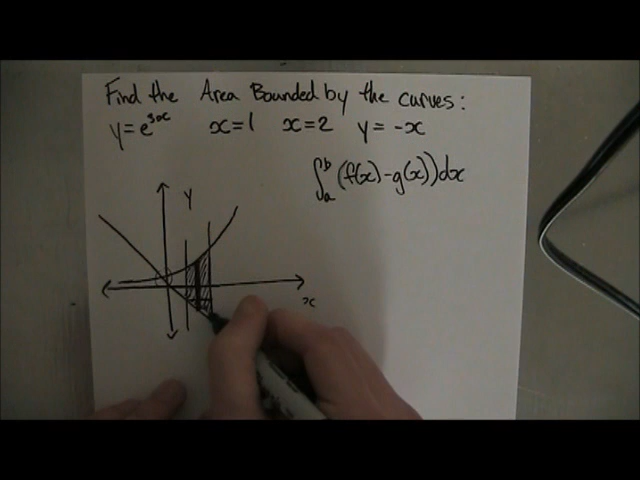 Find the Area Bounded by the curves:
y=e^3x x=1 x=2 y=-x
∫_a^b (f(x)-g(x))dx
y
x